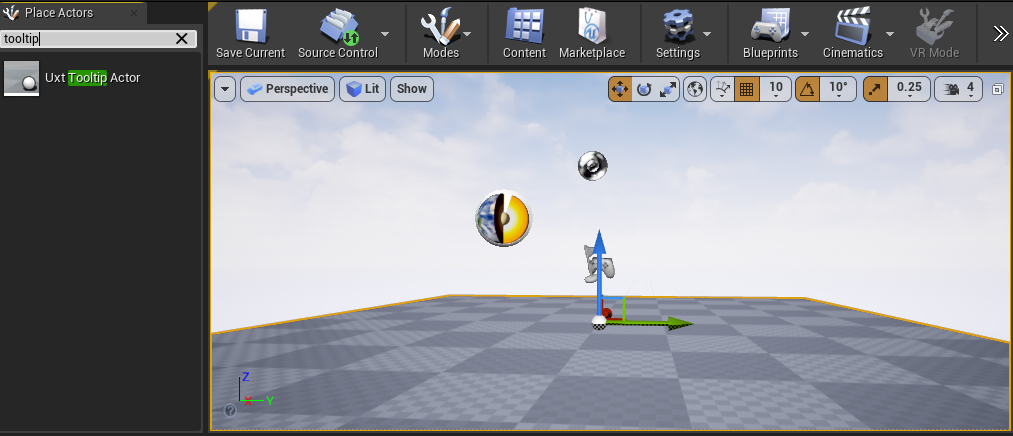 Place Actors
tooltip
Uxt Tooltip Actor
Save Current
Source Control
Modes
Content
Marketplace
Settings
Blueprints
Cinematics
VR Mode
Perspective
Lit
Show
10
10°
0.25
4
Z
X
Y
?